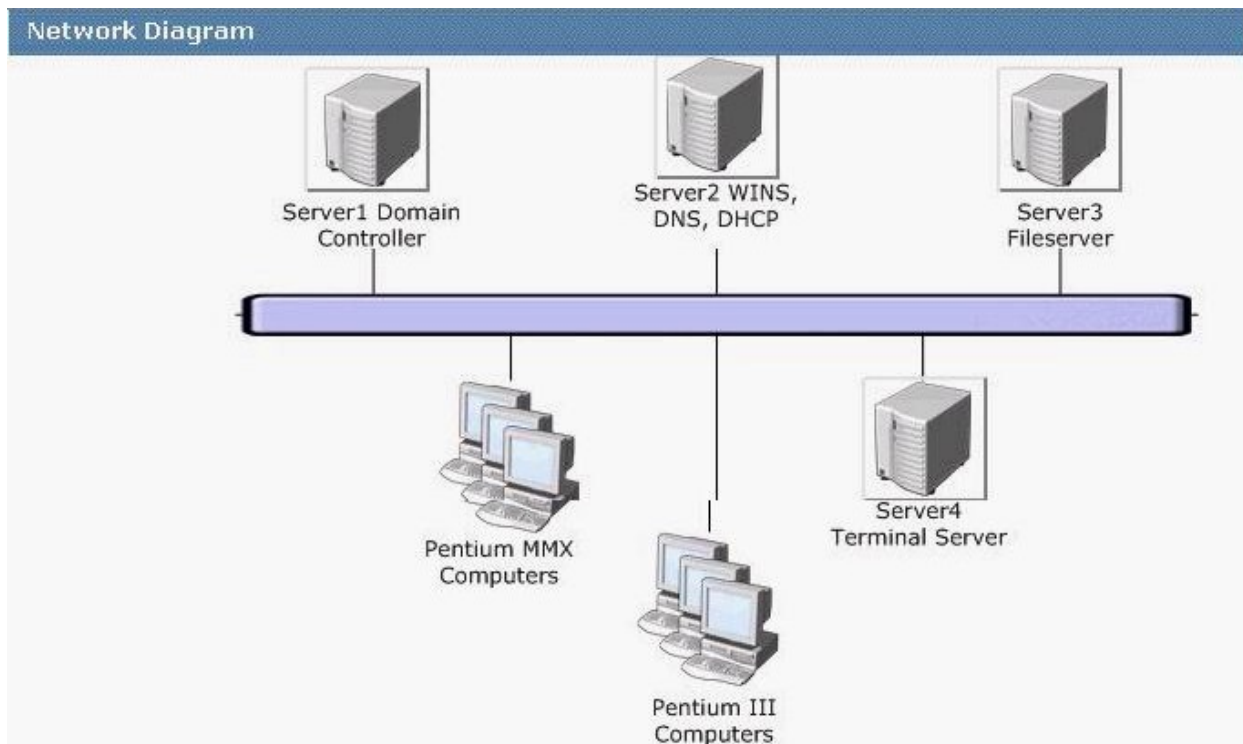 Network Diagram
Server1 Domain
Controller
Server2 WINS,
DNS, DHCP
Server3
Fileserver
Pentium MMX
Computers
Server4
Terminal Server
Pentium III
Computers